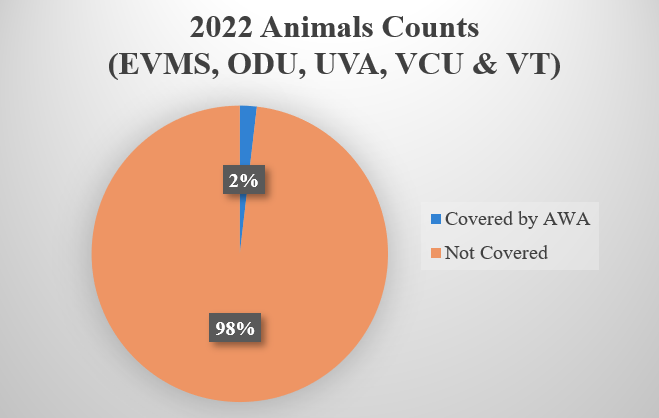 2022 Animals Counts
(EVMS, ODU, UVA, VCU & VT)
2%
Covered by AWA
Not Covered
98%